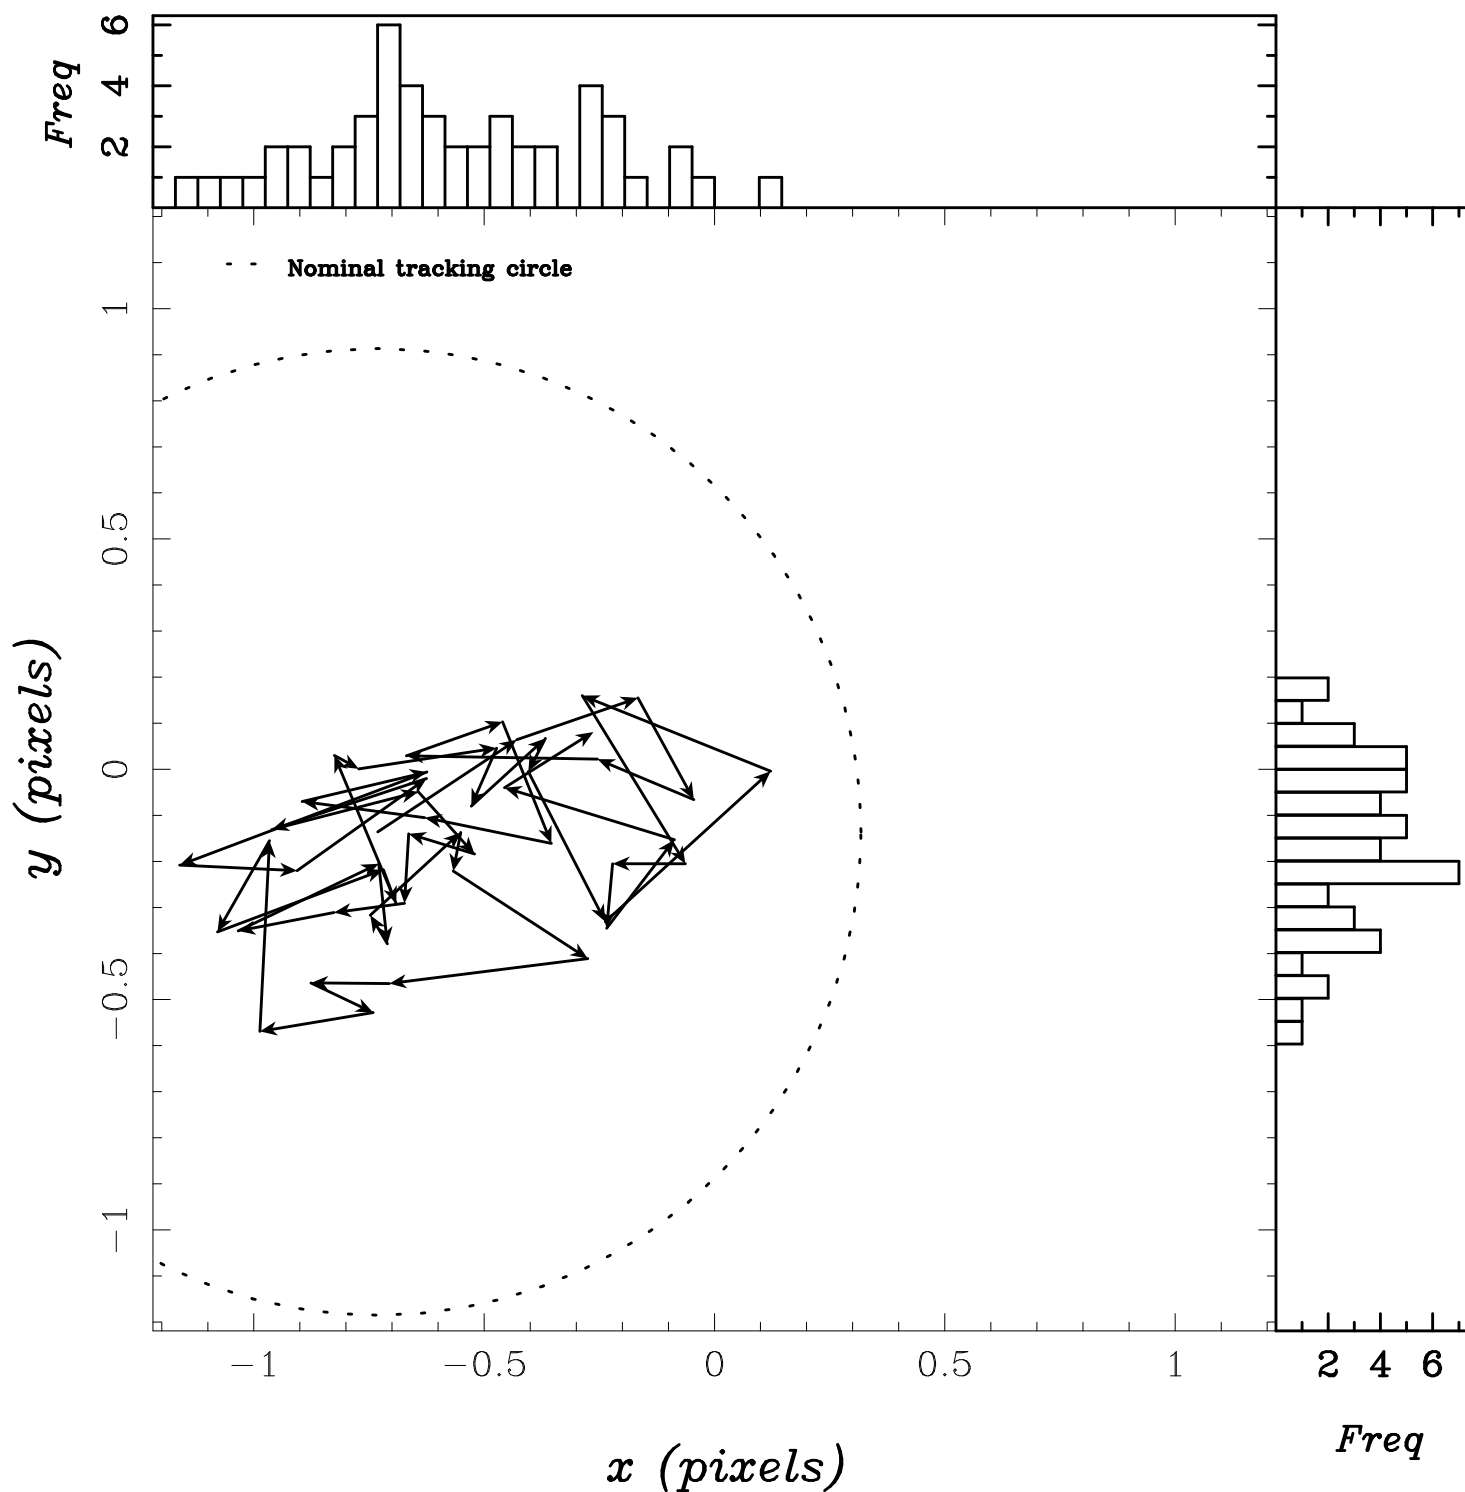 Freq
6
4
2
Nominal tracking circle
1
0.5
0
−0.5
−1
y (pixels)
−1 −0.5 0 0.5 1
x (pixels)
2 4 6
Freq